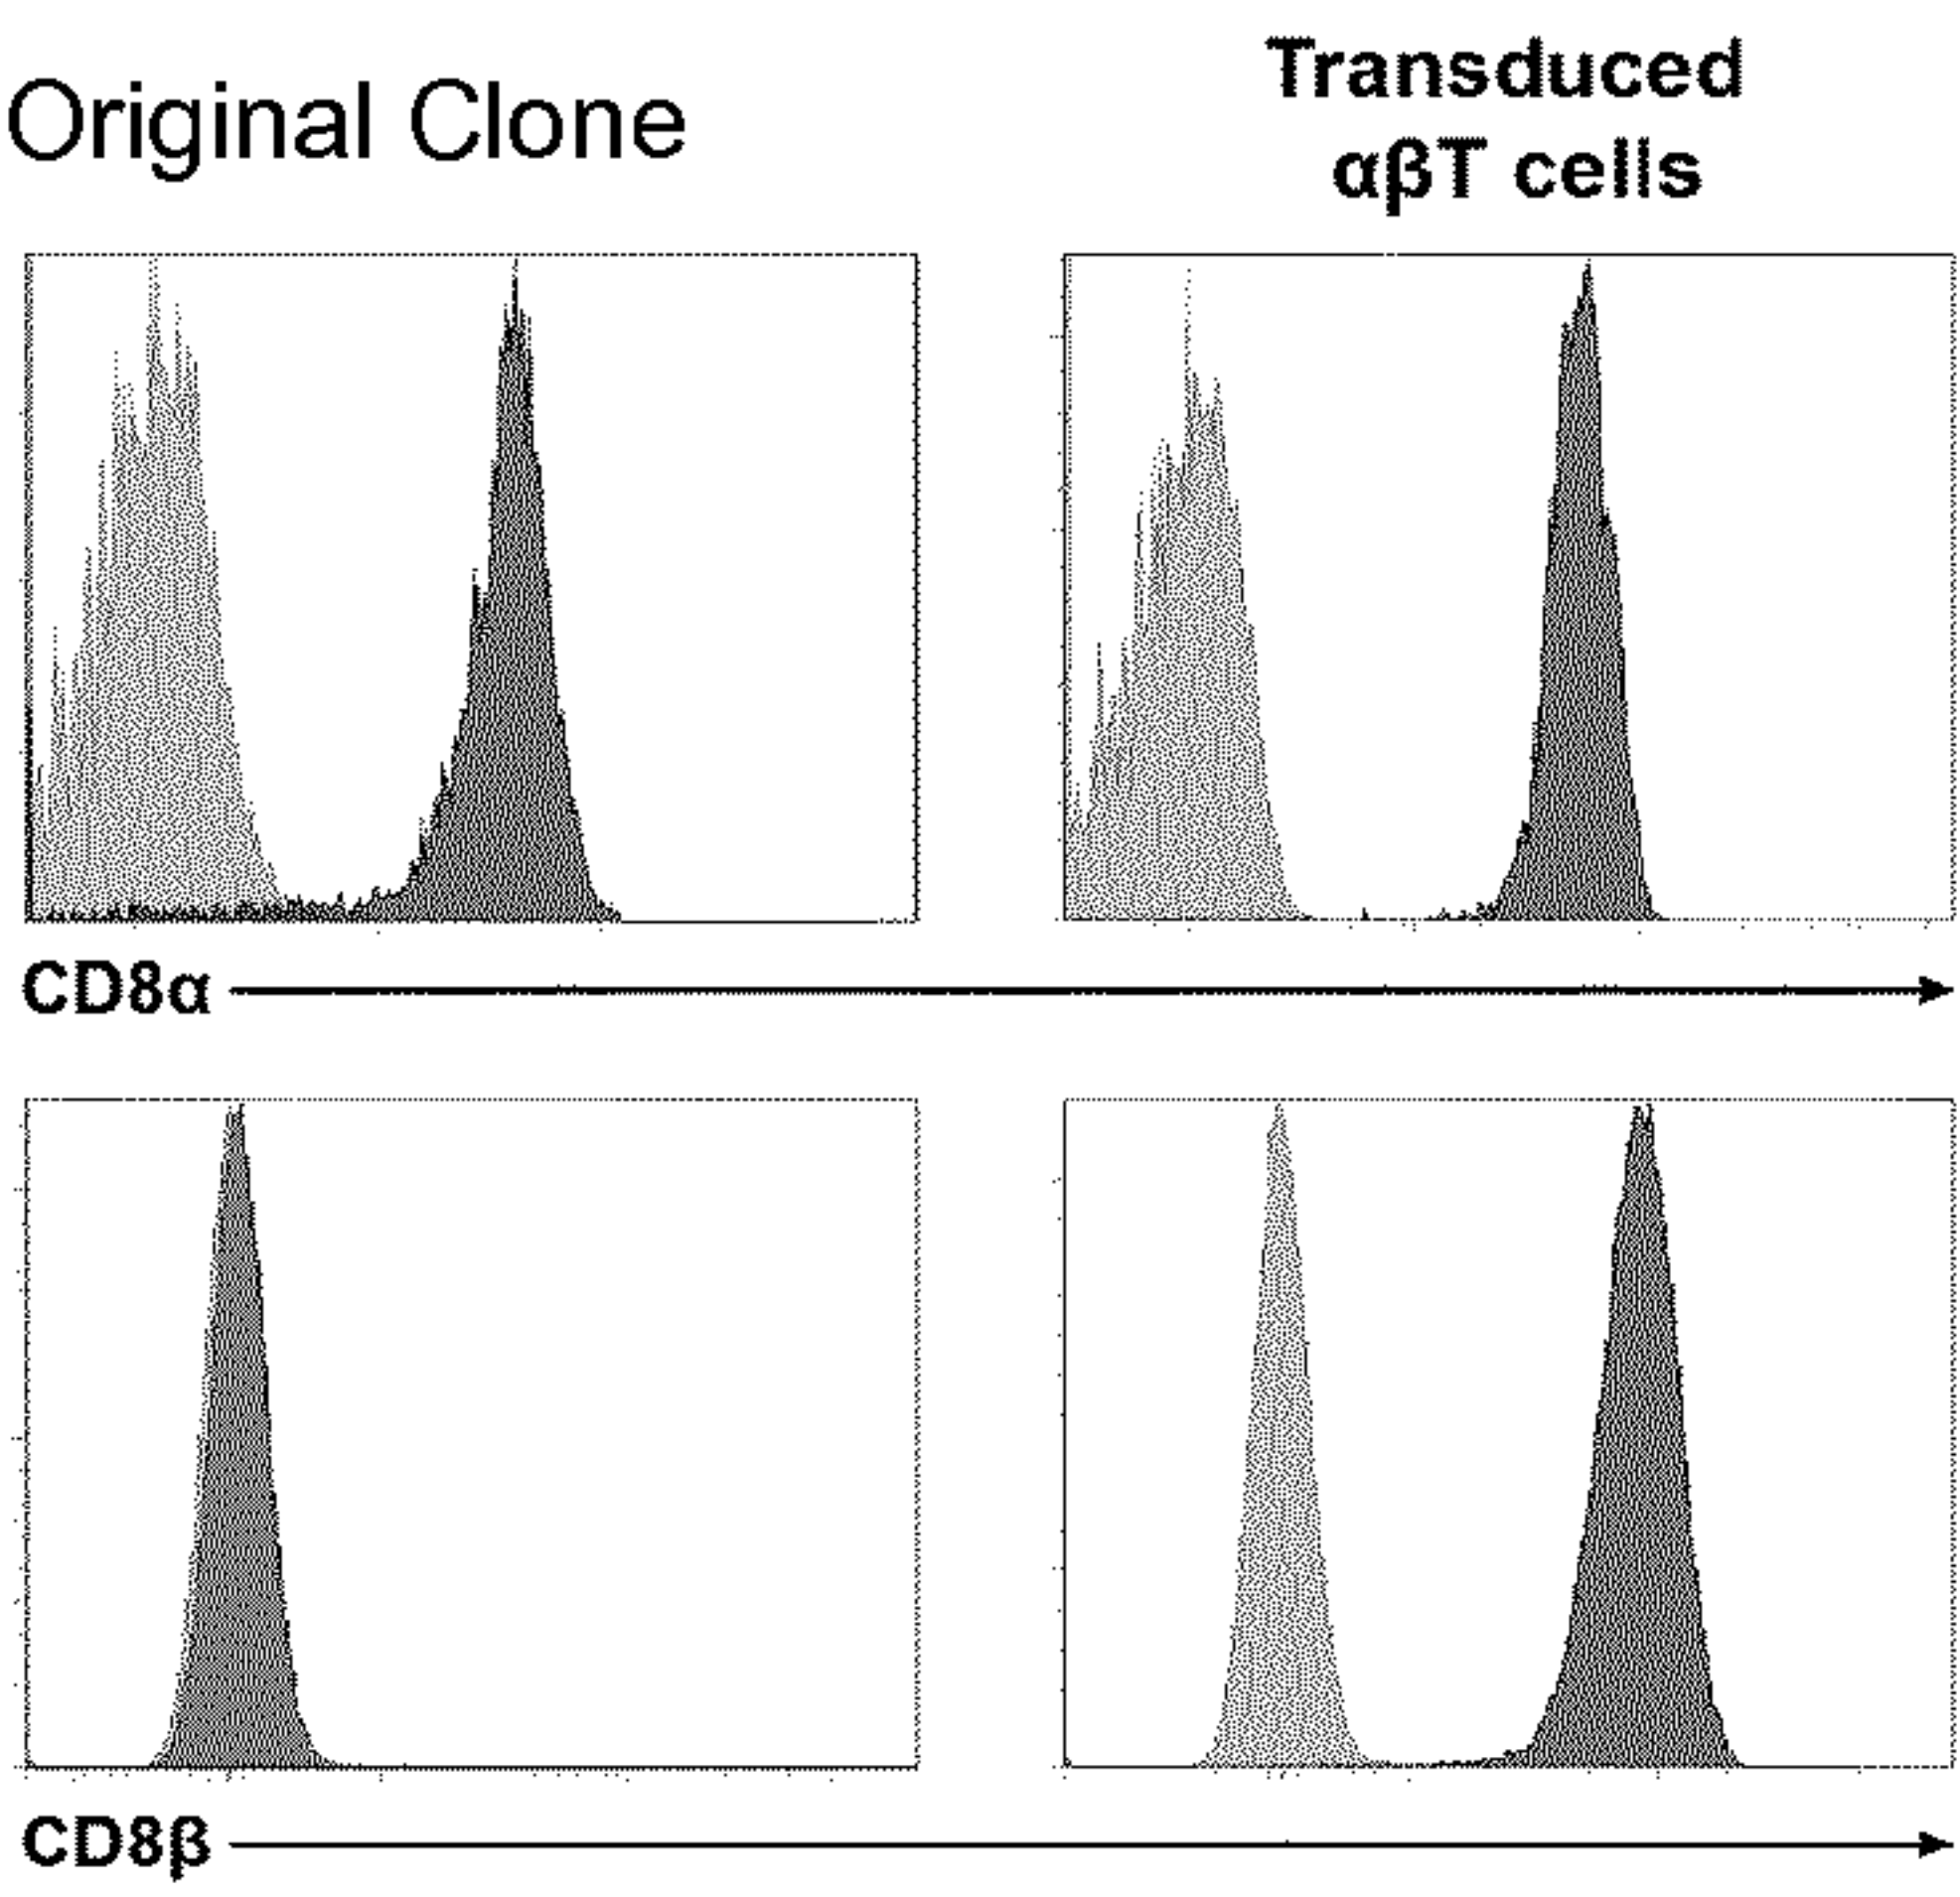 Original Clone
Transduced
αβT cells
CD8α
CD8β